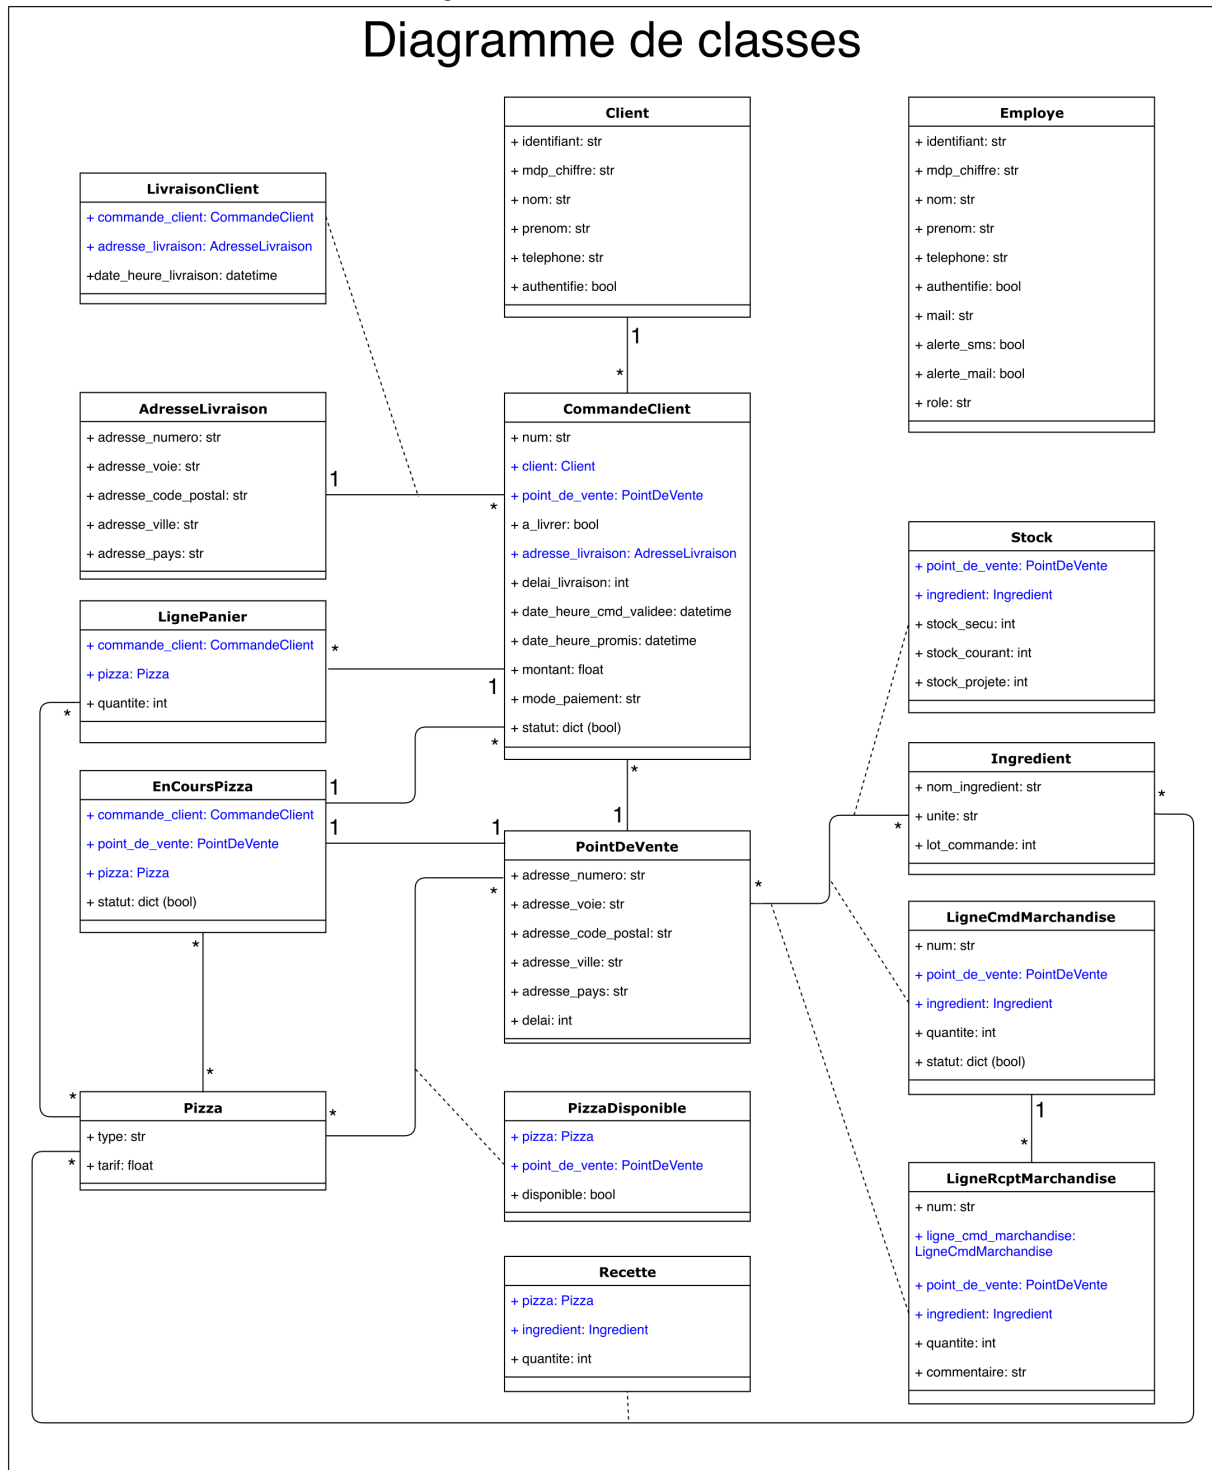 Diagramme de classes
Client
+ identifiant: str
+ mdp_chiffre: str
+ nom: str
+ prenom: str
+ telephone: str
+ authentifie: bool
1
*
Employe
+ identifiant: str
+ mdp_chiffre: str
+ nom: str
+ prenom: str
+ telephone: str
+ authentifie: bool
+ mail: str
+ alerte_sms: bool
+ alerte_mail: bool
+ role: str
LivraisonClient
+ commande_client: CommandeClient
+ adresse_livraison: AdresseLivraison
+date_heure_livraison: datetime
AdresseLivraison
+ adresse_numero: str
+ adresse_voie: str
+ adresse_code_postal: str
+ adresse_ville: str
+ adresse_pays: str
1
*
CommandeClient
+ num: str
+ client: Client
+ point_de_vente: PointDeVente
+ a_livrer: bool
+ adresse_livraison: AdresseLivraison
+ delai_livraison: int
+ date_heure_cmd_validee: datetime
+ date_heure_promis: datetime
+ montant: float
+ mode_paiement: str
+ statut: dict (bool)
Stock
+ point_de_vente: PointDeVente
+ ingredient: Ingredient
+ stock_secu: int
+ stock_courant: int
+ stock_projete: int
LignePanier
+ commande_client: CommandeClient
+ pizza: Pizza
+ quantite: int
*
1
*
*
EnCoursPizza
+ commande_client: CommandeClient
+ point_de_vente: PointDeVente
+ pizza: Pizza
+ statut: dict (bool)
1
1
1
*
1
*
PointDeVente
+ adresse_numero: str
+ adresse_voie: str
+ adresse_code_postal: str
+ adresse_ville: str
+ adresse_pays: str
+ delai: int
*
*
Ingredient
+ nom_ingredient: str
+ unite: str
+ lot_commande: int
*
*
LigneCmdMarchandise
+ num: str
+ point_de_vente: PointDeVente
+ ingredient: Ingredient
+ quantite: int
+ statut: dict (bool)
1
*
*
*
*
Pizza
+ type: str
+ tarif: float
*
*
PizzaDisponible
+ pizza: Pizza
+ point_de_vente: PointDeVente
+ disponible: bool
LigneRcptMarchandise
+ num: str
+ ligne_cmd_marchandise:
LigneCmdMarchandise
+ point_de_vente: PointDeVente
+ ingredient: Ingredient
+ quantite: int
+ commentaire: str
Recette
+ pizza: Pizza
+ ingredient: Ingredient
+ quantite: int